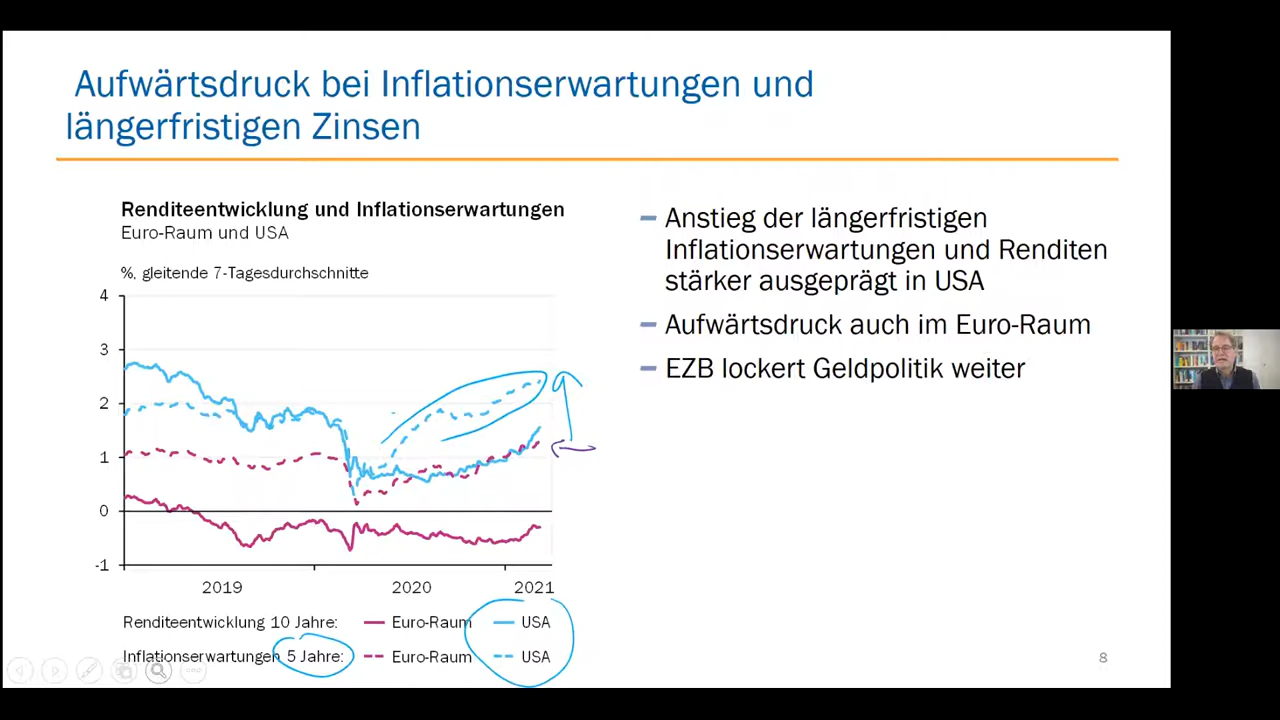 Aufwärtsdruck bei Inflationserwartungen und
längerfristigen Zinsen
Renditeentwicklung und Inflationserwartungen
Euro-Raum und USA
%, gleitende 7-Tagesdurchschnitte
4
3
2
1
0
-1
2019 2020 2021
Renditeentwicklung 10 Jahre: Euro-Raum USA
Inflationserwartungen 5 Jahre: Euro-Raum USA
Anstieg der längerfristigen
Inflationserwartungen und Renditen
stärker ausgeprägt in USA
Aufwärtsdruck auch im Euro-Raum
EZB lockert Geldpolitik weiter
8